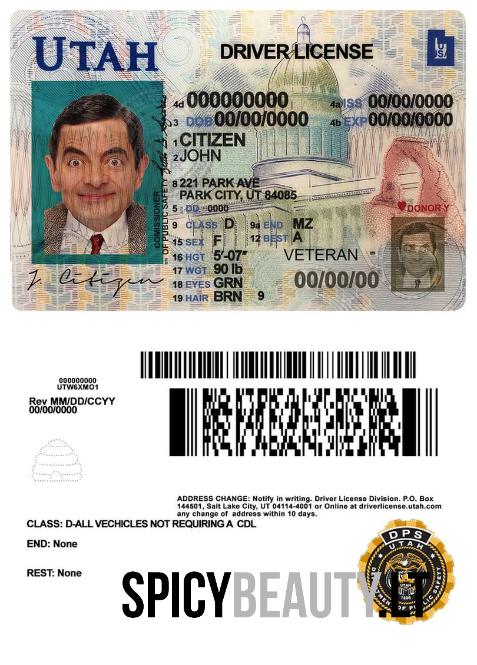 UTAH
DRIVER LICENSE
4d 000000000
4a ISS 00/00/0000
3 DOB 00/00/0000
4b EXP 00/00/0000
1 CITIZEN
2 JOHN
8 221 PARK AVE
PARK CITY, UT 84085
5 DD 0000
DONOR Y
9 CLASS D 9a END MZ
15 SEX F 12 REST A
16 HGT 5'-07" VETERAN
17 WGT 90 lb
18 EYES GRN 00/00/00
19 HAIR BRN 9
J. Citizen
000000000
UTW6XMO1
Rev MM/DD/CCYY
00/00/0000
ADDRESS CHANGE: Notify in writing. Driver License Division. P.O. Box
144501, Salt Lake City, UT 04114-4001 or Online at driverlicense.utah.com
any change of address within 10 days.
CLASS: D-ALL VECHICLES NOT REQUIRING A CDL
END: None
REST: None
DPS
UTAH
SPICYBEAUTY.